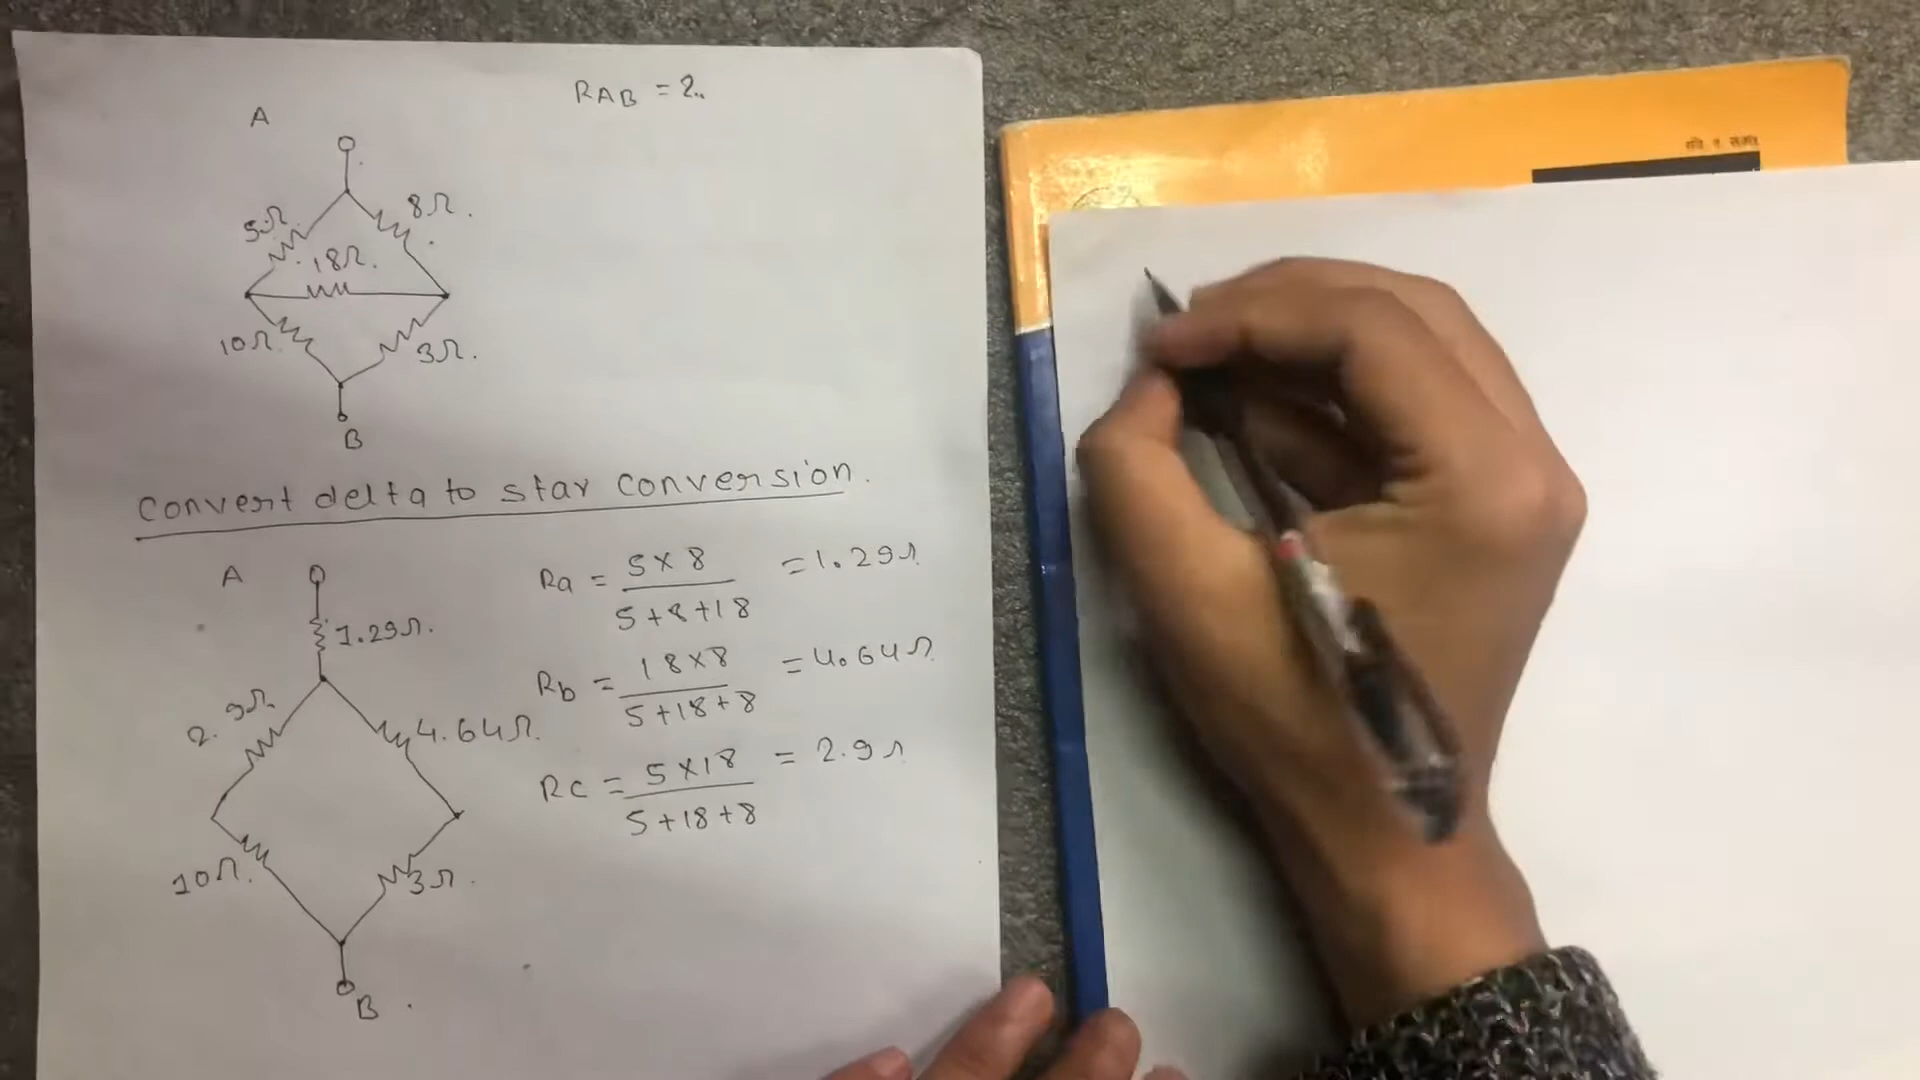 RAB = 2..
A
5Ω.
8Ω.
18Ω.
10Ω.
3Ω.
B
Convert delta to star conversion.
A
1.29Ω.
2.9Ω
4.64Ω.
10Ω.
3Ω.
B.
Ra = 5×8 / 5+8+18 = 1.29Ω
Rb = 18×8 / 5+18+8 = 4.64Ω
Rc = 5×18 / 5+18+8 = 2.9Ω